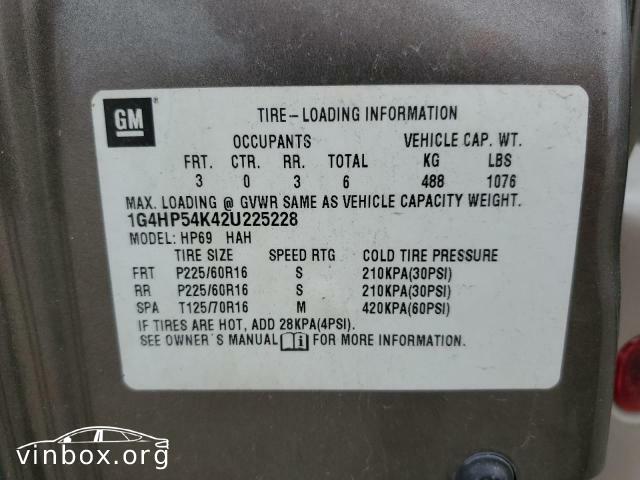 GM
TIRE-LOADING INFORMATION
OCCUPANTS VEHICLE CAP. WT.
FRT. CTR. RR. TOTAL KG LBS
3 0 3 6 488 1076
MAX. LOADING @ GVWR SAME AS VEHICLE CAPACITY WEIGHT.
1G4HP54K42U225228
MODEL: HP69 HAH
TIRE SIZE SPEED RTG COLD TIRE PRESSURE
FRT P225/60R16 S 210KPA(30PSI)
RR P225/60R16 S 210KPA(30PSI)
SPA T125/70R16 M 420KPA(60PSI)
IF TIRES ARE HOT, ADD 28KPA(4PSI).
SEE OWNER'S MANUAL FOR MORE INFORMATION.
vinbox.org